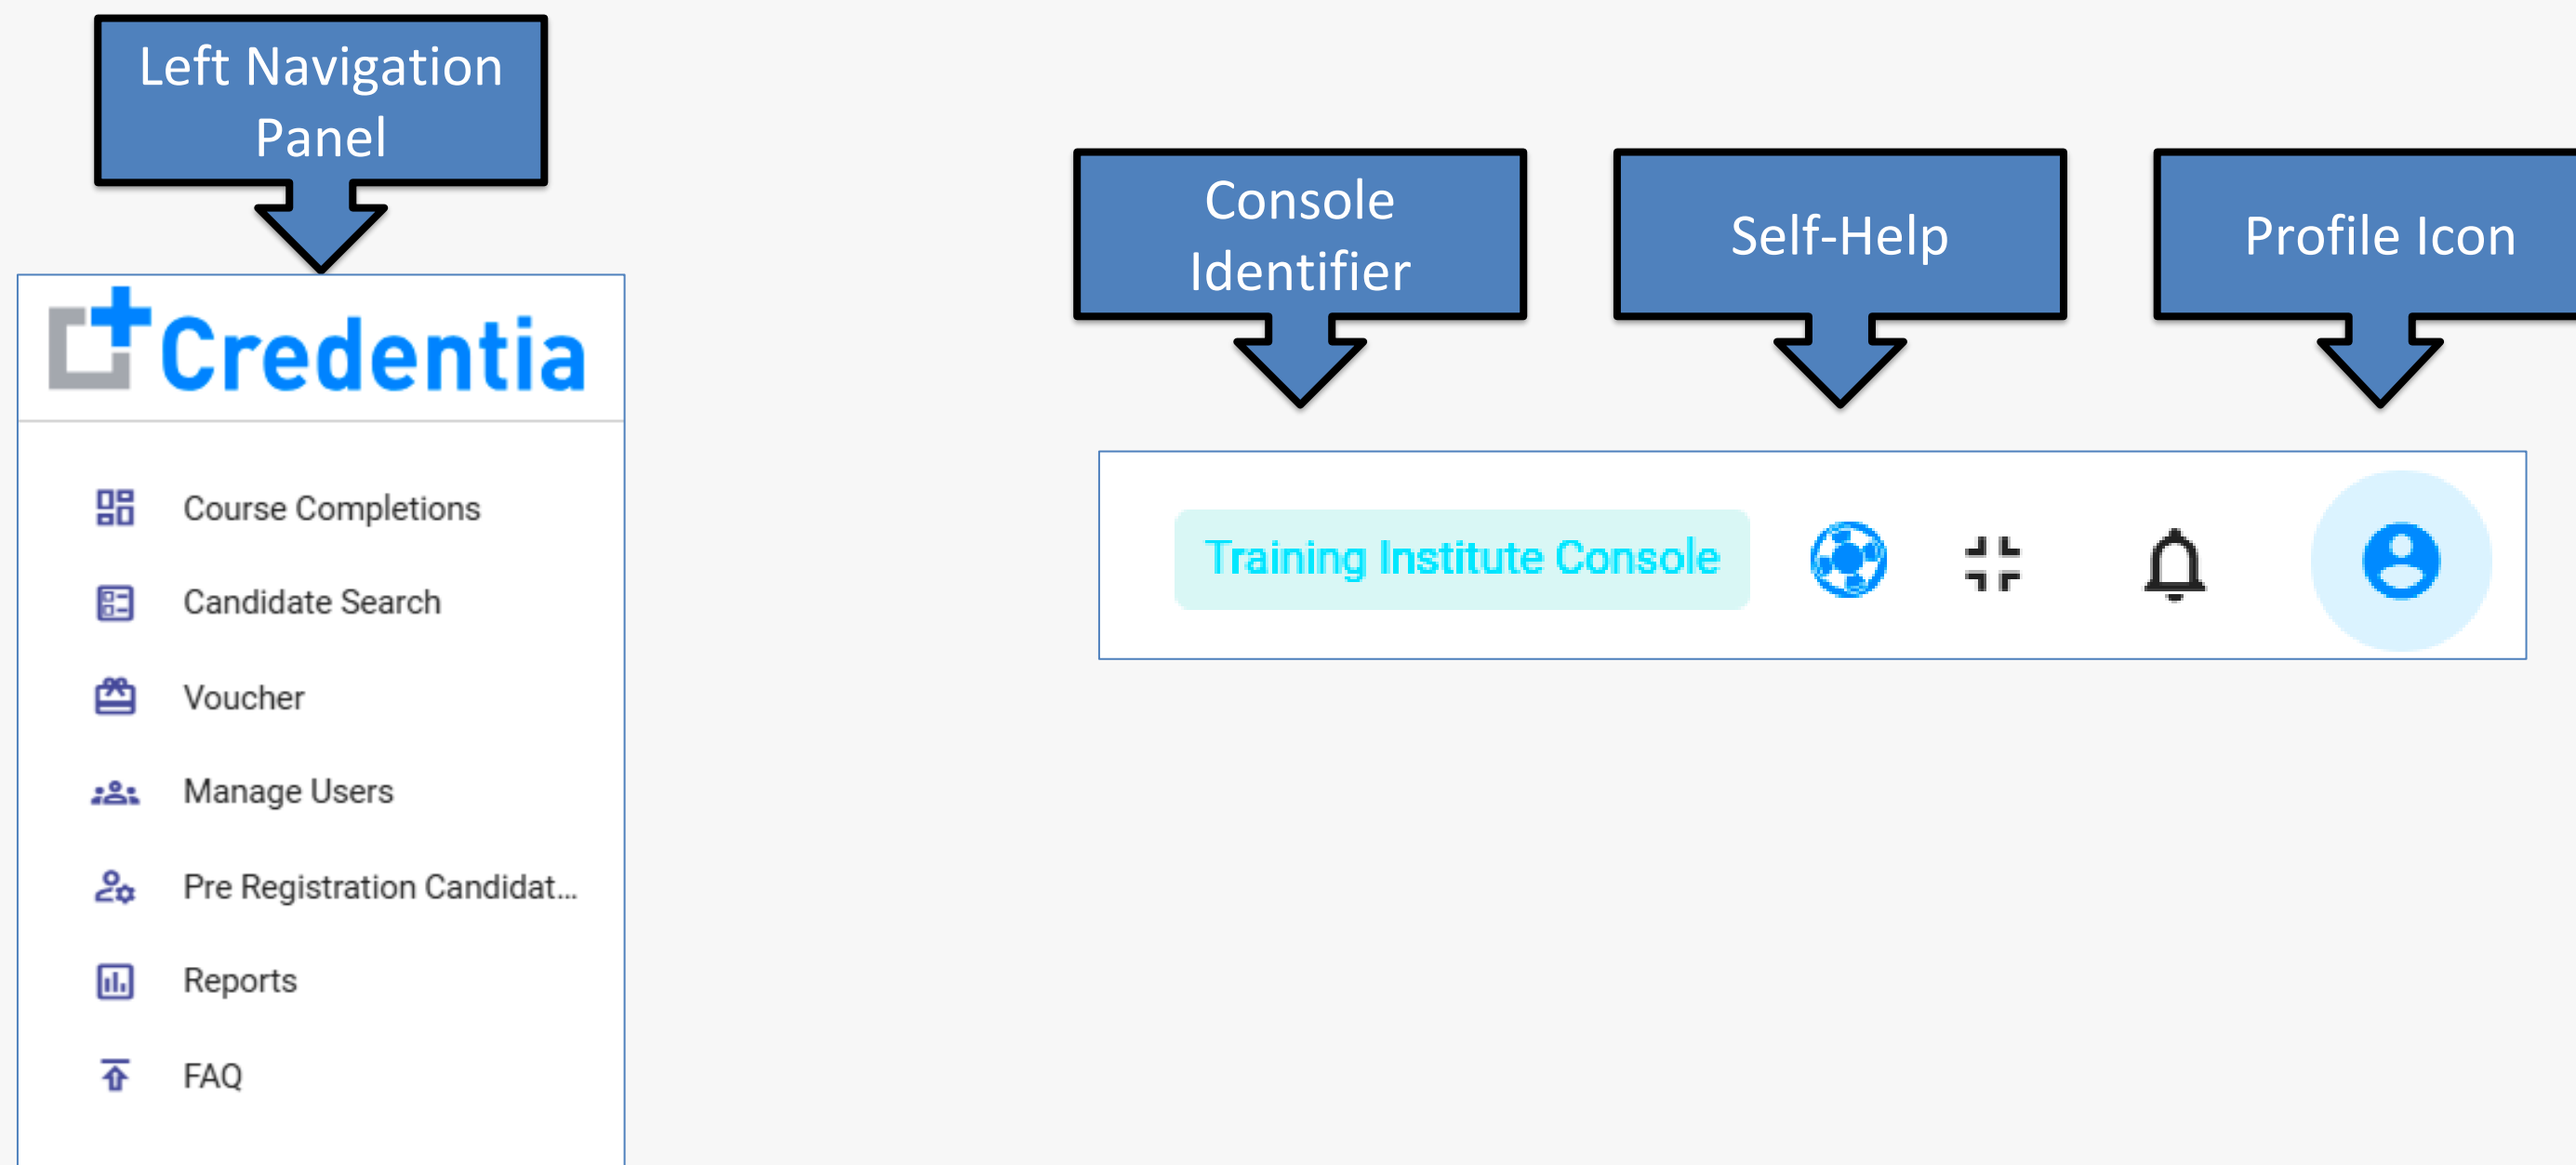 Left Navigation
Panel
Console
Identifier
Self-Help
Profile Icon
Credentia
Training Institute Console
Course Completions
Candidate Search
Voucher
Manage Users
Pre Registration Candidat...
Reports
FAQ